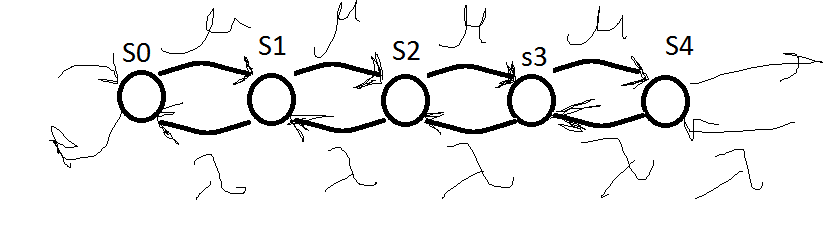 S0 μ S1 μ S2 μ s3 μ S4
λ λ λ λ λ